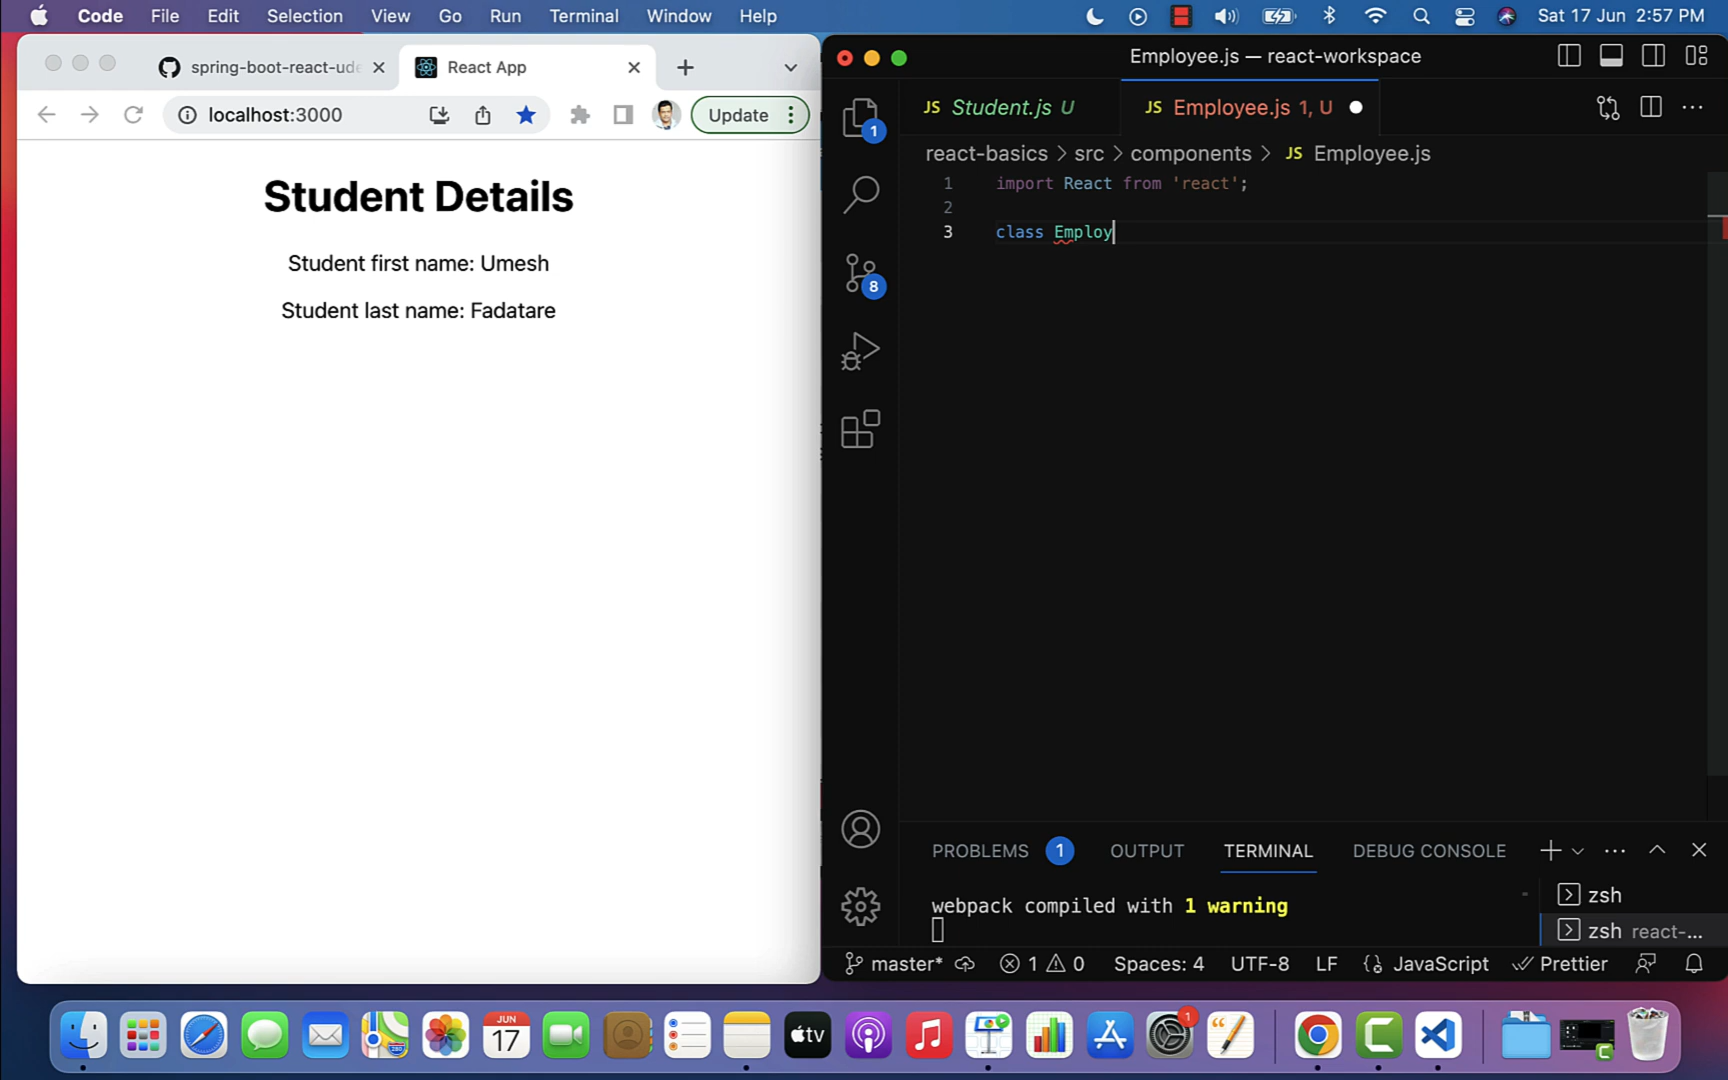 Code File Edit Selection View Go Run Terminal Window Help Sat 17 Jun 2:57 PM
spring-boot-react-ude
React App
localhost:3000
Update
Student Details
Student first name: Umesh
Student last name: Fadatare
Employee.js — react-workspace
JS Student.js U
JS Employee.js 1, U
react-basics > src > components > JS Employee.js
1 import React from 'react';
2
3 class Employ
1
8
PROBLEMS 1 OUTPUT TERMINAL DEBUG CONSOLE
webpack compiled with 1 warning
zsh
zsh react-...
master* 1 0 Spaces: 4 UTF-8 LF JavaScript Prettier
JUN
17
tv
1